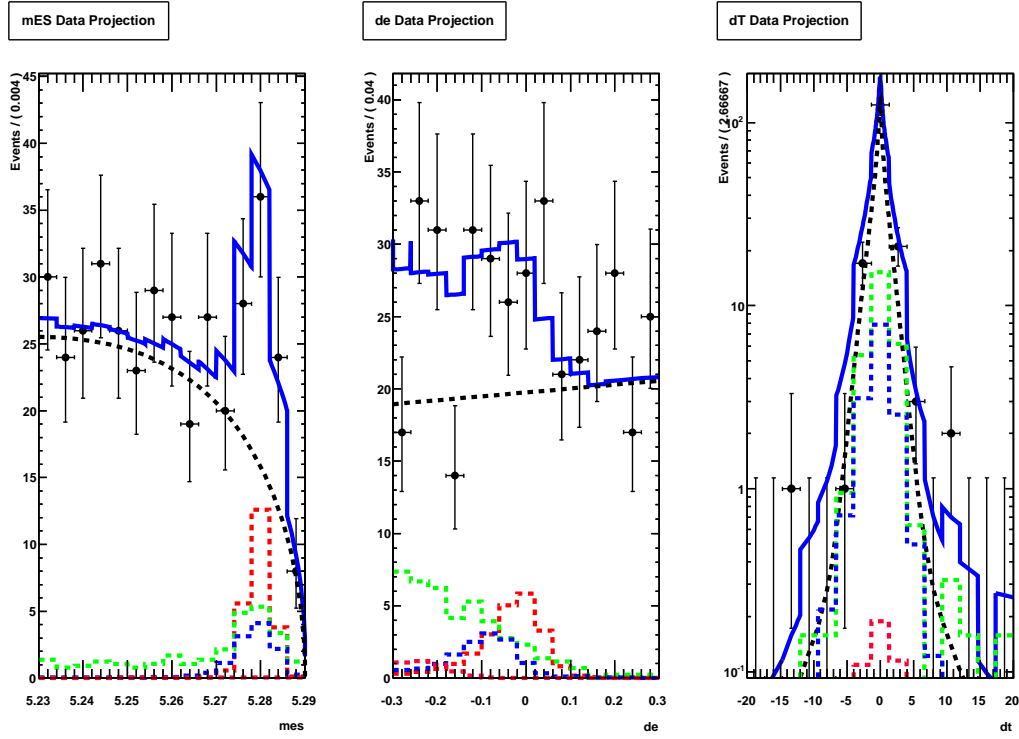 mES Data Projection
de Data Projection
dT Data Projection
Events / ( 0.004 )
45
40
35
30
25
20
15
10
5
0
5.23 5.24 5.25 5.26 5.27 5.28 5.29
mes
Events / ( 0.04 )
40
35
30
25
20
15
10
5
0
-0.3 -0.2 -0.1 0 0.1 0.2 0.3
de
Events / ( 2.66667 )
10^2
10
1
10^-1
-20 -15 -10 -5 0 5 10 15 20
dt